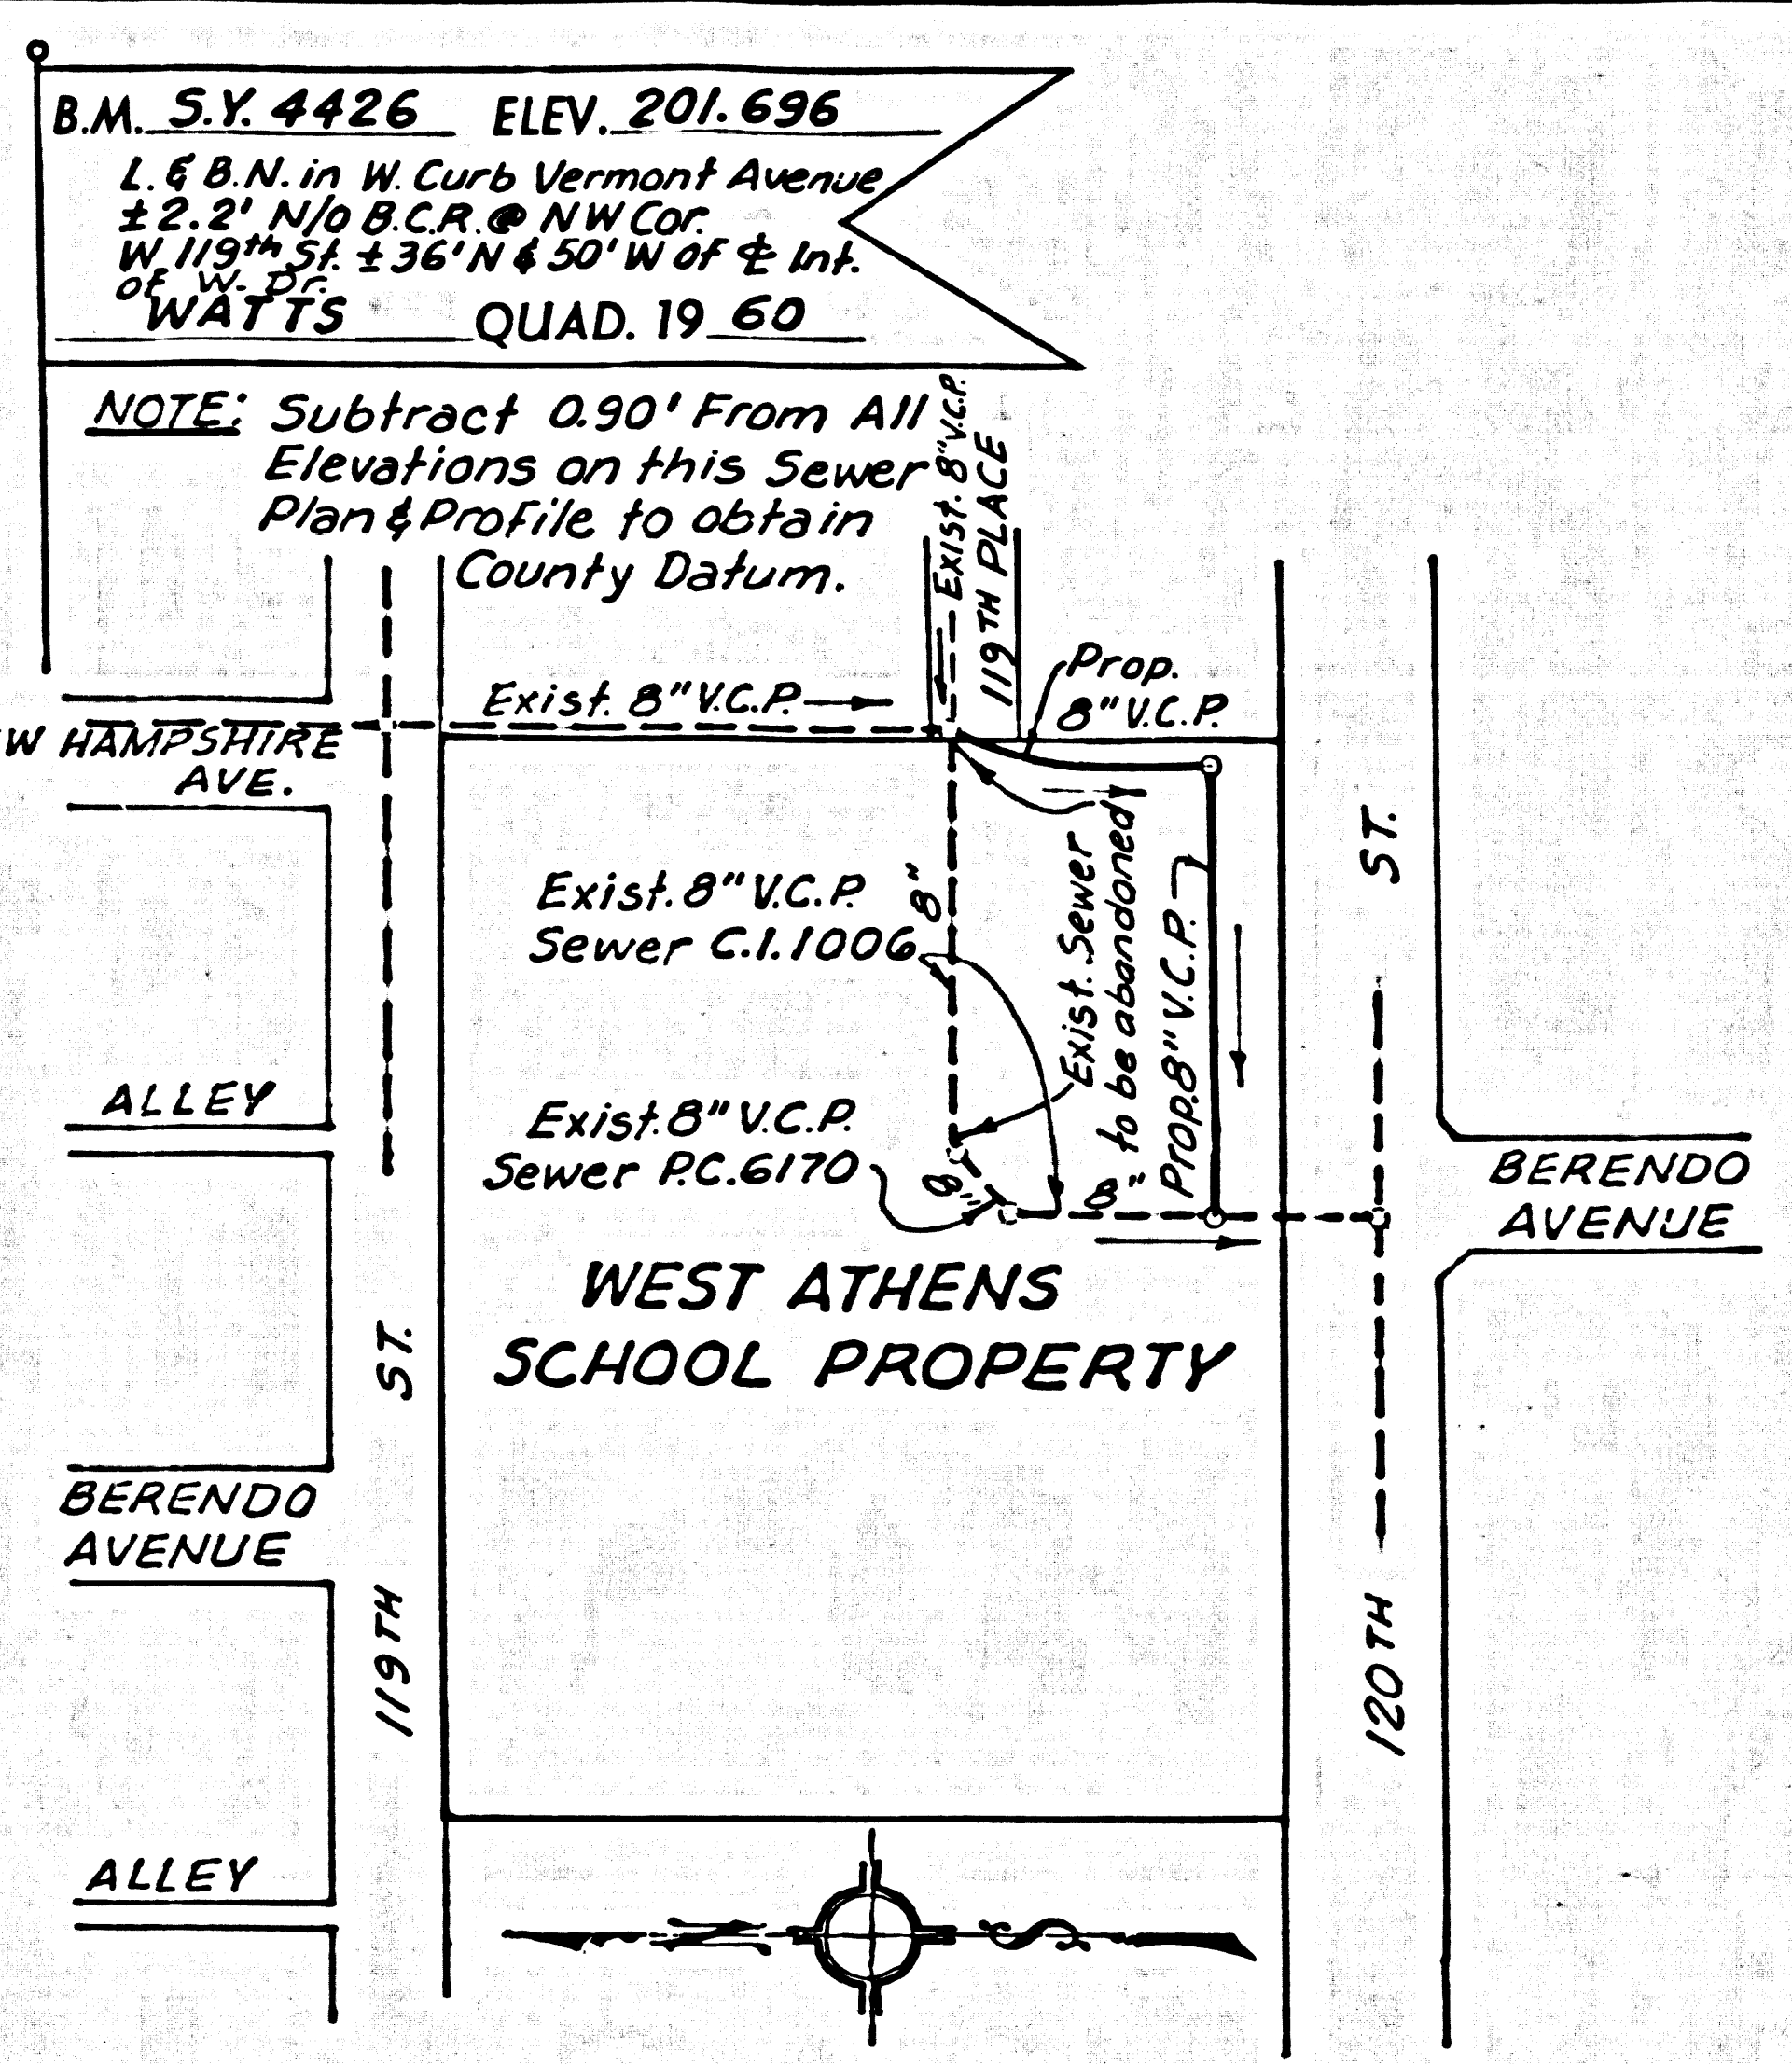 B.M. S.Y. 4426 ELEV. 201.696
L. & B.N. in W. Curb Vermont Avenue
±2.2' N/o B.C.R. @ NW Cor.
W 119th St. ±36'N & 50'W of ℄ Int.
of W. Dr.
WATTS QUAD. 19 60
NOTE: Subtract 0.90' From All
Elevations on this Sewer
Plan & Profile to obtain
County Datum.
Exist. 8" V.C.P.
119TH PLACE
Prop.
8" V.C.P.
Exist. 8" V.C.P.
W HAMPSHIRE
AVE.
Exist. 8" V.C.P.
Sewer C.I. 1006
8"
Exist. Sewer
to be abandoned
Prop. 8" V.C.P.
ST.
ALLEY
Exist. 8" V.C.P.
Sewer P.C. 6170
8"
8"
BERENDO
AVENUE
WEST ATHENS
SCHOOL PROPERTY
ST.
BERENDO
AVENUE
119TH
120TH
ALLEY
N S